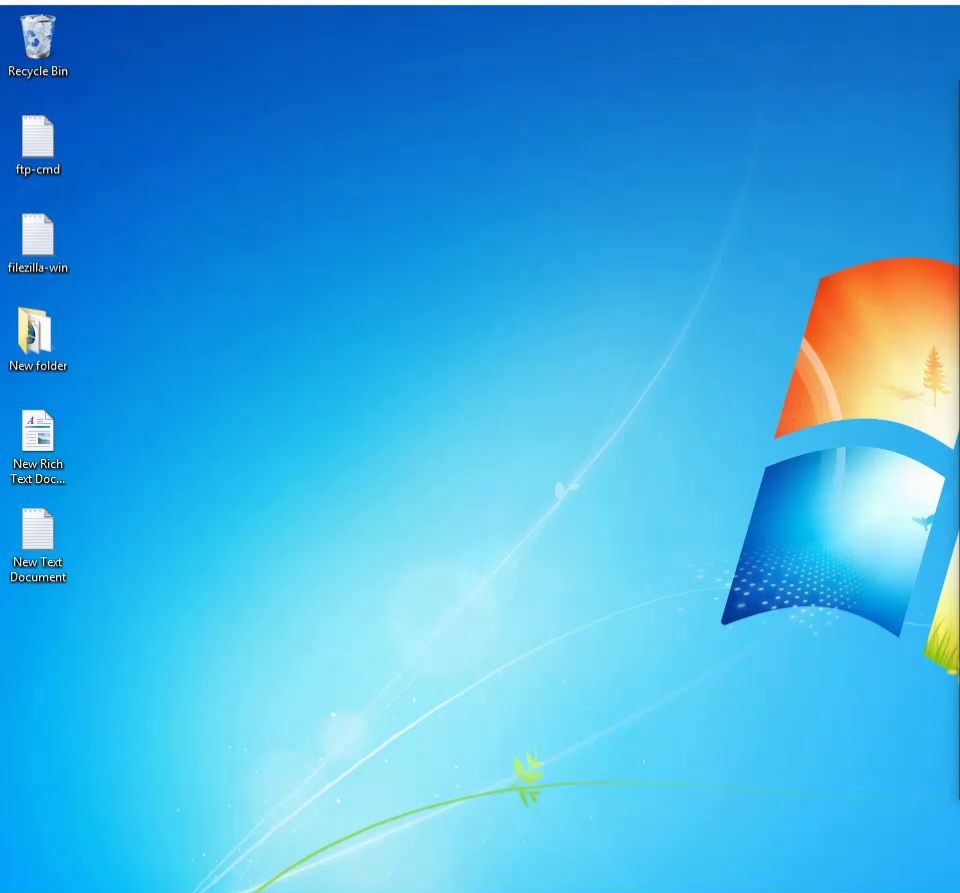 Recycle Bin
ftp-cmd
filezilla-win
New folder
New Rich
Text Doc...
New Text
Document